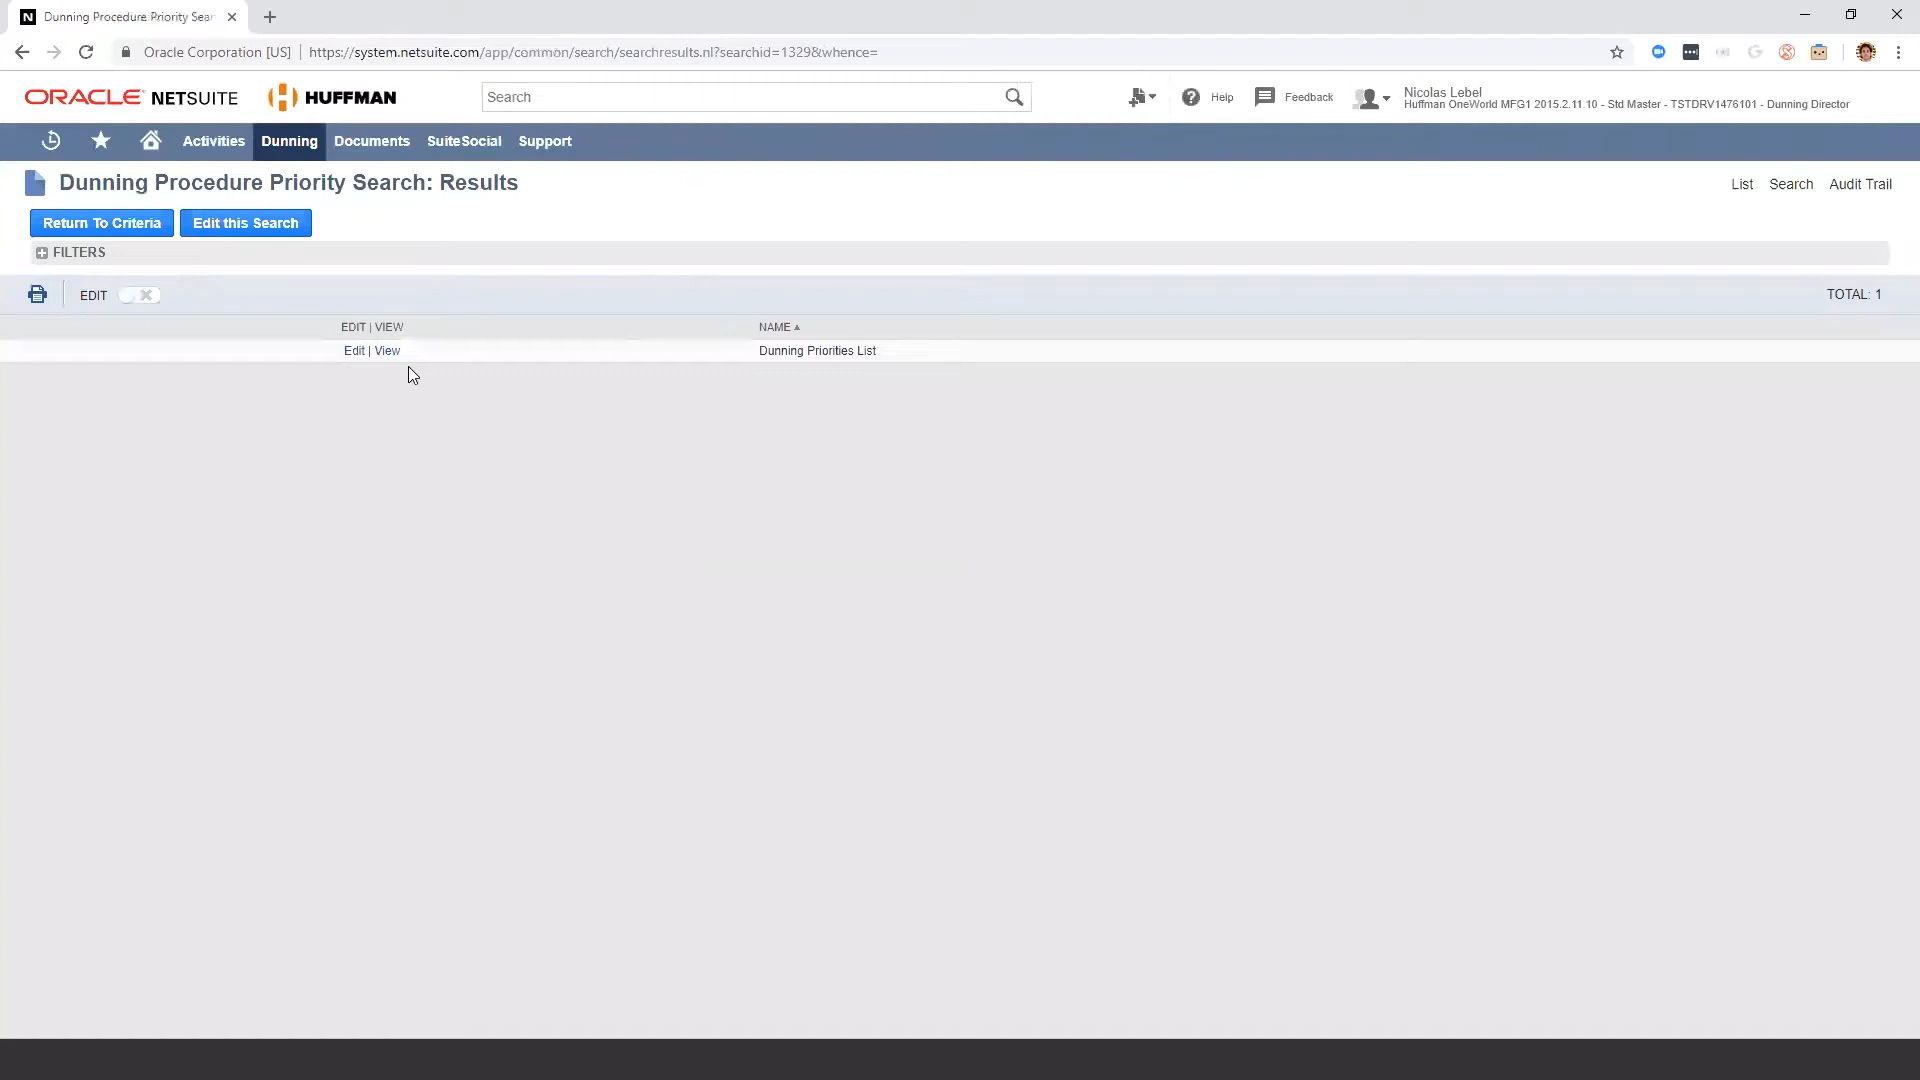 Dunning Procedure Priority Sear
Oracle Corporation [US] | https://system.netsuite.com/app/common/search/searchresults.nl?searchid=1329&whence=
ORACLE NETSUITE HUFFMAN Search Help Feedback Nicolas Lebel
Huffman OneWorld MFG1 2015.2.11.10 - Std Master - TSTDRV1476101 - Dunning Director
Activities Dunning Documents SuiteSocial Support
Dunning Procedure Priority Search: Results List Search Audit Trail
Return To Criteria Edit this Search
FILTERS
EDIT TOTAL: 1
EDIT | VIEW NAME
Edit | View Dunning Priorities List